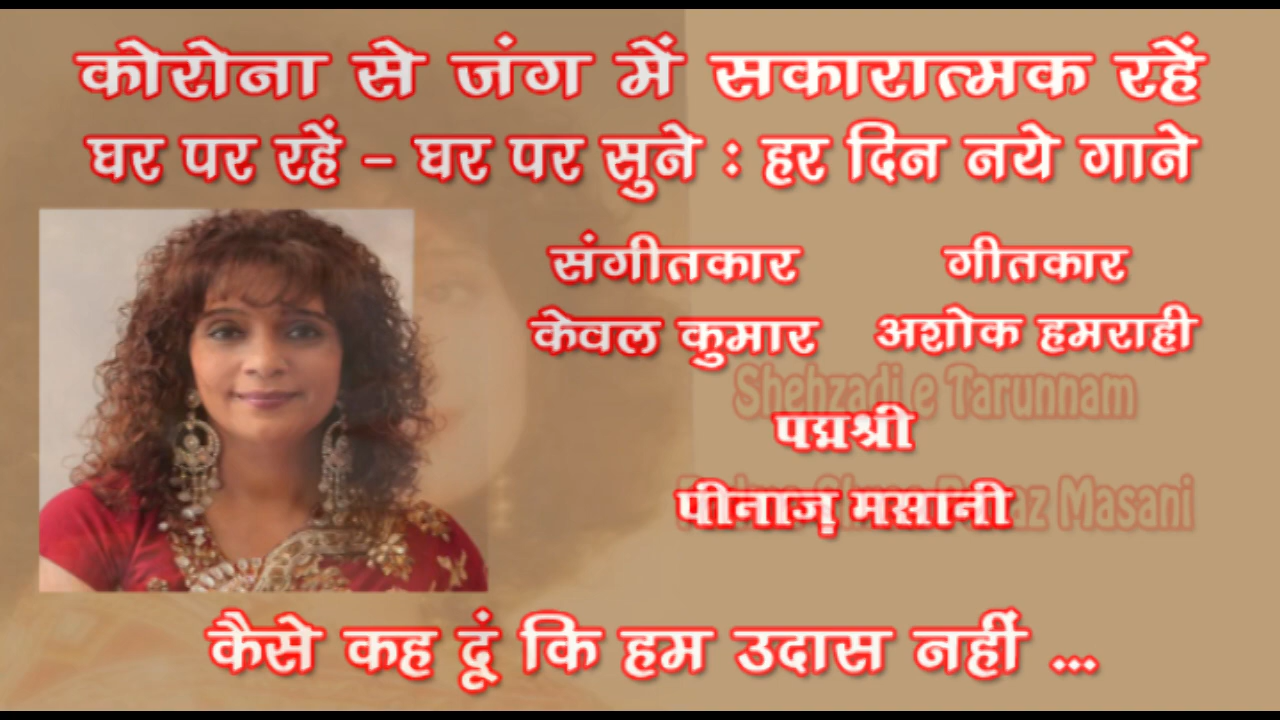 कोरोना से जंग में सकारात्मक रहें
घर पर रहें - घर पर सुने : हर दिन नये गाने
संगीतकार गीतकार
केवल कुमार अशोक हमराही
Shehzadi e Tarunnam
पद्मश्री
पीनाज़ मसानी
Masani
कैसे कह दूं कि हम उदास नहीं ...